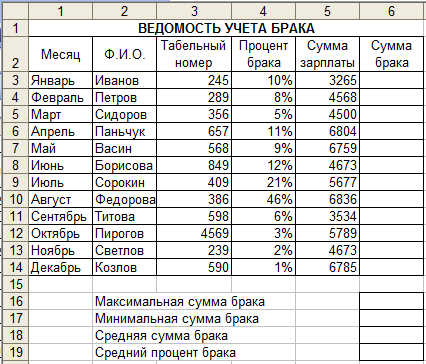 1 2 3 4 5 6
1 ВЕДОМОСТЬ УЧЕТА БРАКА
2 Месяц Ф.И.О. Табельный номер Процент брака Сумма зарплаты Сумма брака
3 Январь Иванов 245 10% 3265
4 Февраль Петров 289 8% 4568
5 Март Сидоров 356 5% 4500
6 Апрель Паньчук 657 11% 6804
7 Май Васин 568 9% 6759
8 Июнь Борисова 849 12% 4673
9 Июль Сорокин 409 21% 5677
10 Август Федорова 386 46% 6836
11 Сентябрь Титова 598 6% 3534
12 Октябрь Пирогов 4569 3% 5789
13 Ноябрь Светлов 239 2% 4673
14 Декабрь Козлов 590 1% 6785
15
16 Максимальная сумма брака
17 Минимальная сумма брака
18 Средняя сумма брака
19 Средний процент брака